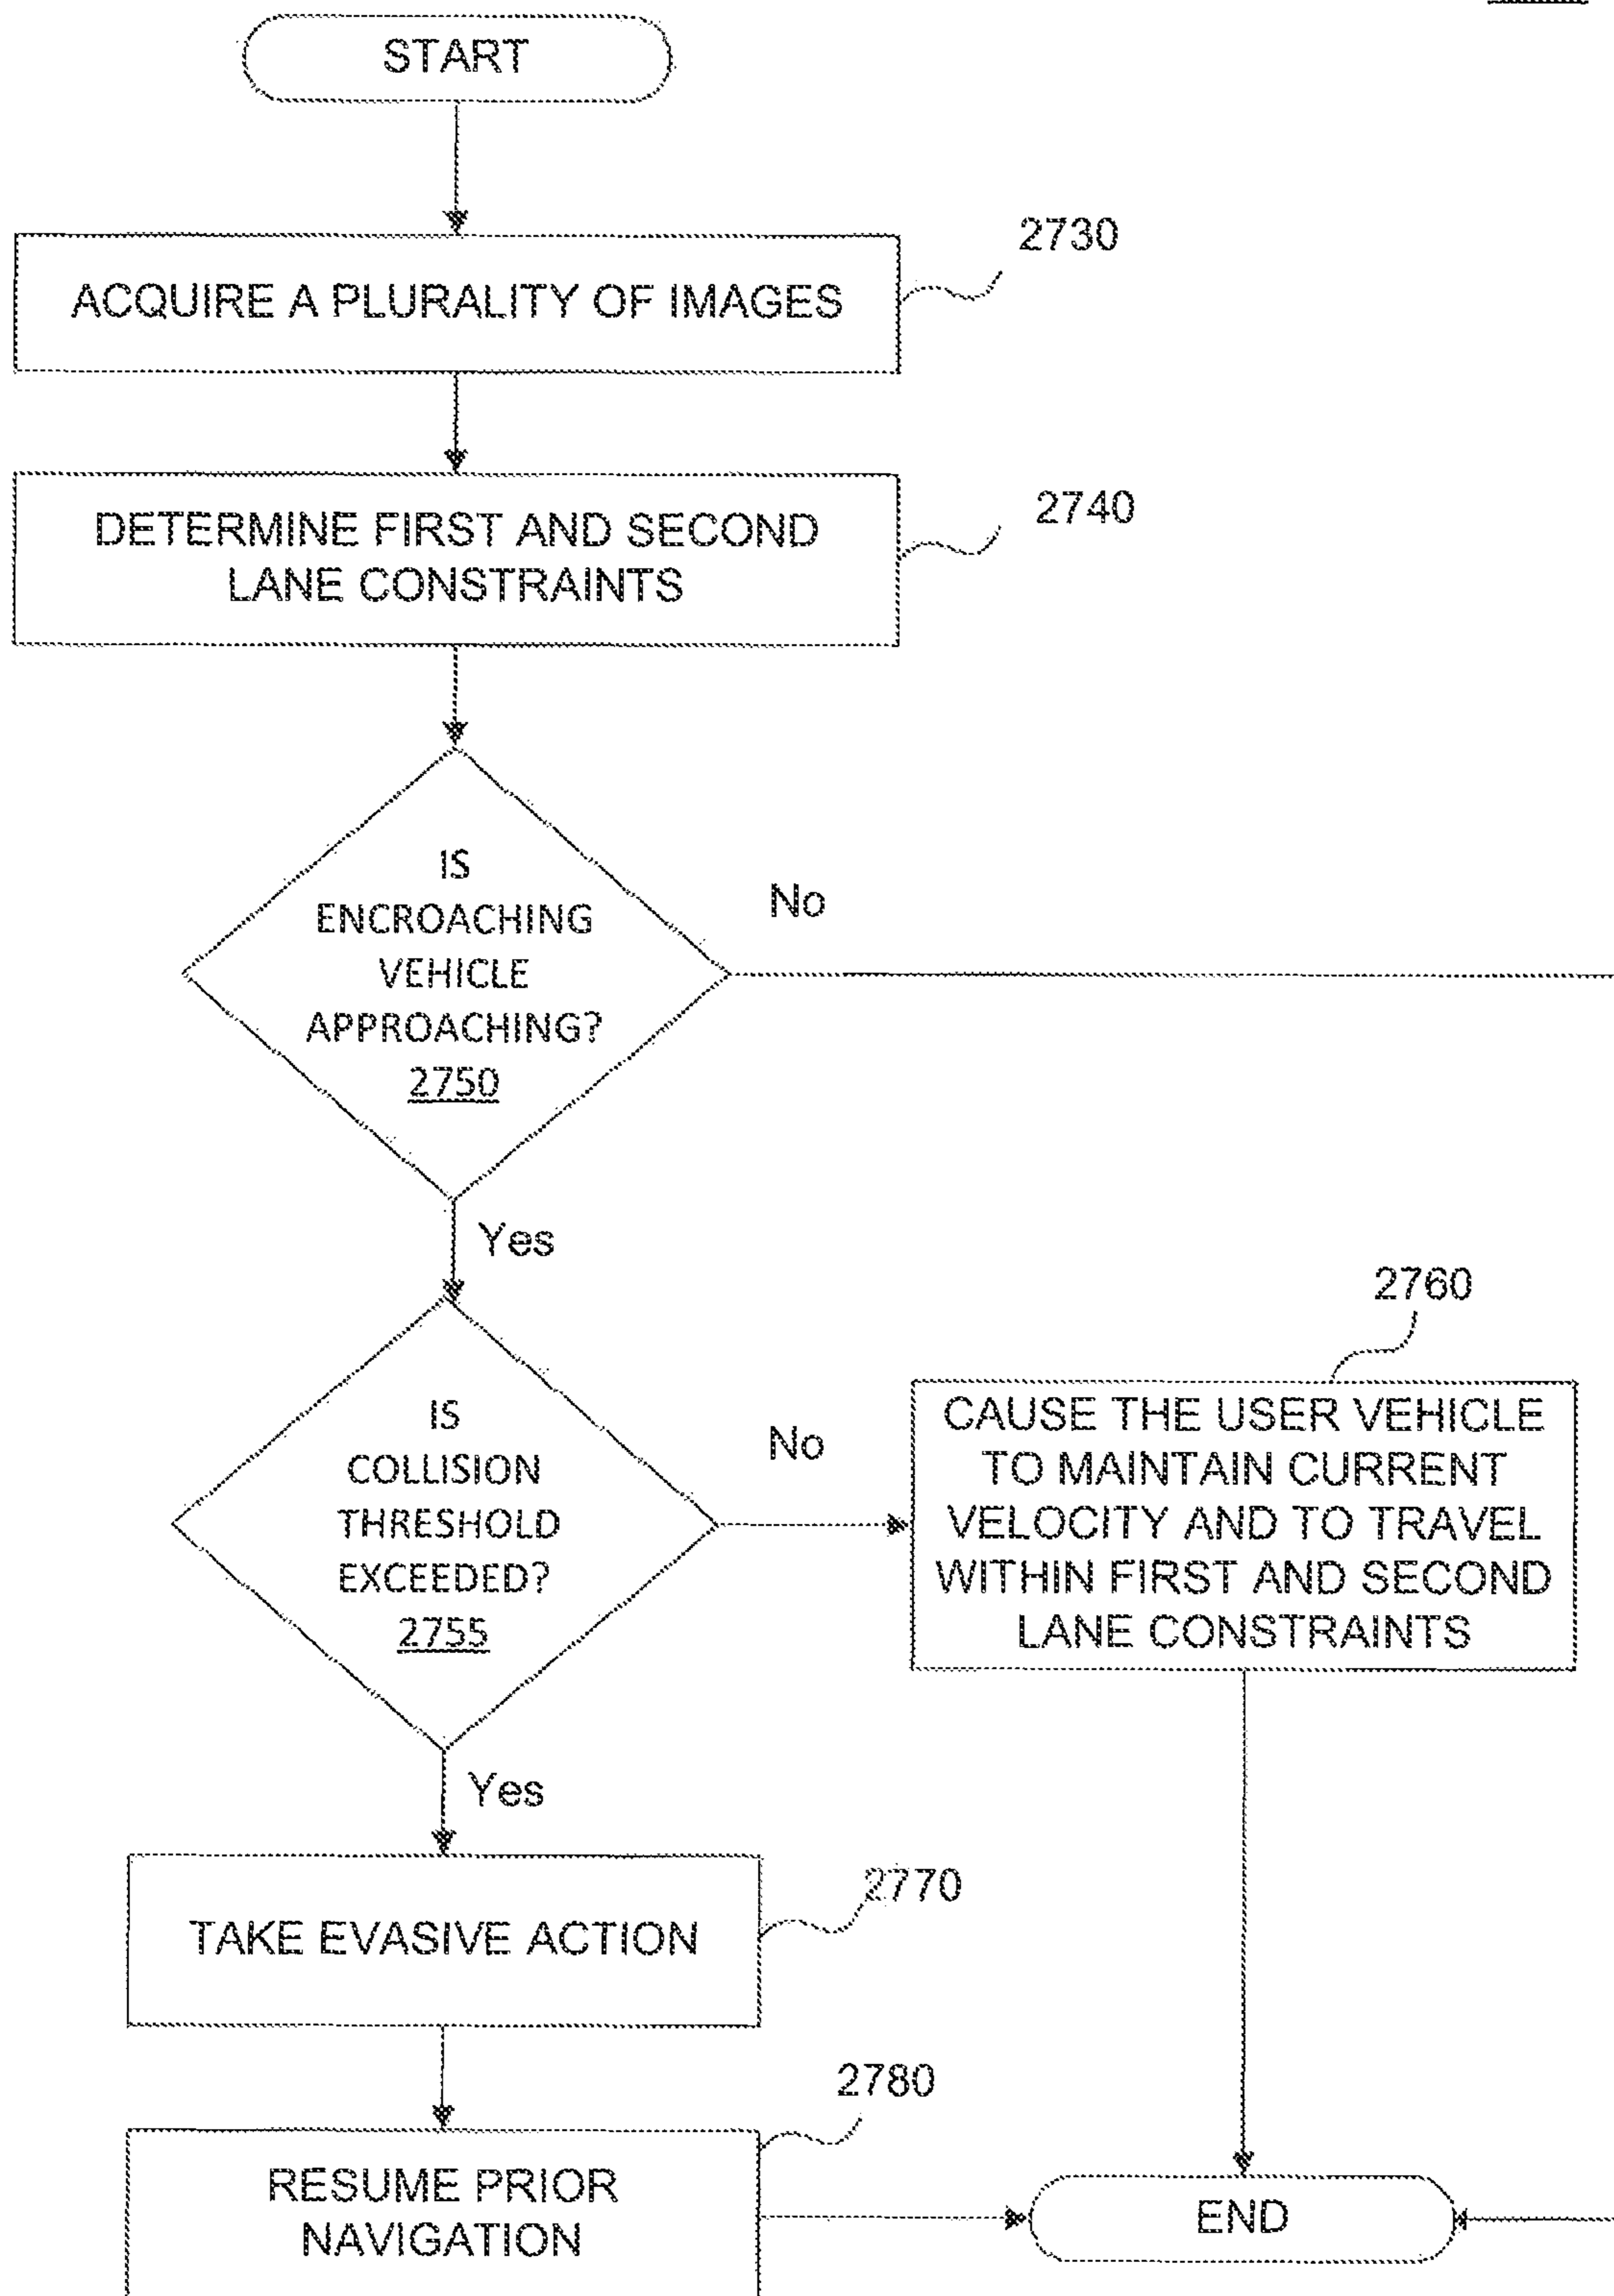 START
2730
ACQUIRE A PLURALITY OF IMAGES
2740
DETERMINE FIRST AND SECOND
LANE CONSTRAINTS
IS
ENCROACHING
VEHICLE
APPROACHING?
2750
No
Yes
IS
COLLISION
THRESHOLD
EXCEEDED?
2755
No
2760
CAUSE THE USER VEHICLE
TO MAINTAIN CURRENT
VELOCITY AND TO TRAVEL
WITHIN FIRST AND SECOND
LANE CONSTRAINTS
Yes
2770
TAKE EVASIVE ACTION
2780
RESUME PRIOR
NAVIGATION
END